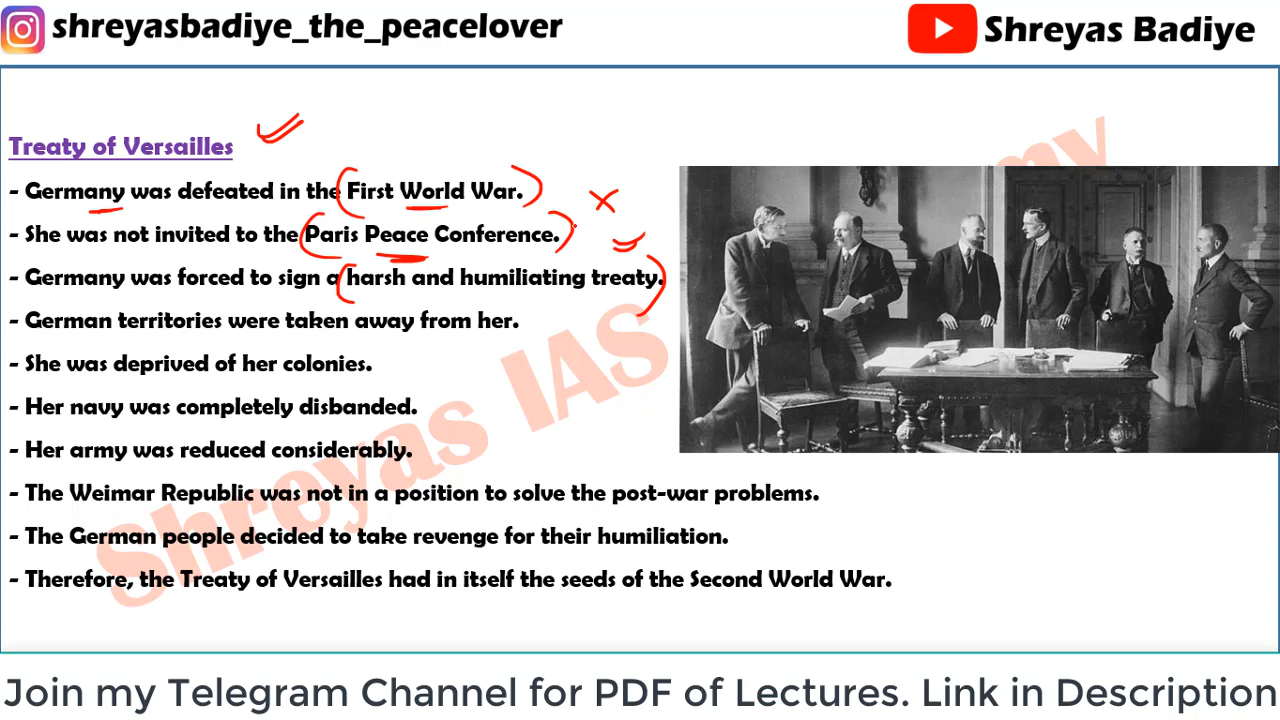 shreyasbadiye_the_peacelover
Shreyas Badiye
Treaty of Versailles
- Germany was defeated in the First World War.
- She was not invited to the Paris Peace Conference.
- Germany was forced to sign a harsh and humiliating treaty.
- German territories were taken away from her.
- She was deprived of her colonies.
- Her navy was completely disbanded.
- Her army was reduced considerably.
- The Weimar Republic was not in a position to solve the post-war problems.
- The German people decided to take revenge for their humiliation.
- Therefore, the Treaty of Versailles had in itself the seeds of the Second World War.
Shreyas IAS
Join my Telegram Channel for PDF of Lectures. Link in Description